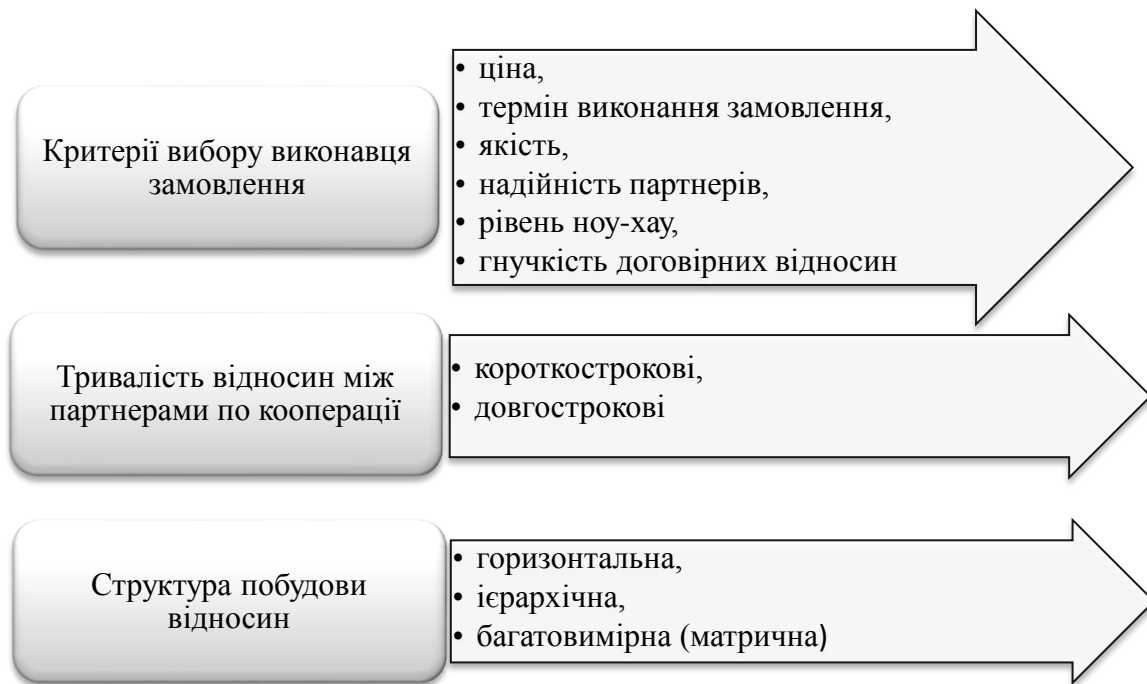 Критерії вибору виконавця
замовлення
• ціна,
• термін виконання замовлення,
• якість,
• надійність партнерів,
• рівень ноу-хау,
• гнучкість договірних відносин
Тривалість відносин між
партнерами по кооперації
• короткострокові,
• довгострокові
Структура побудови
відносин
• горизонтальна,
• ієрархічна,
• багатовимірна (матрична)